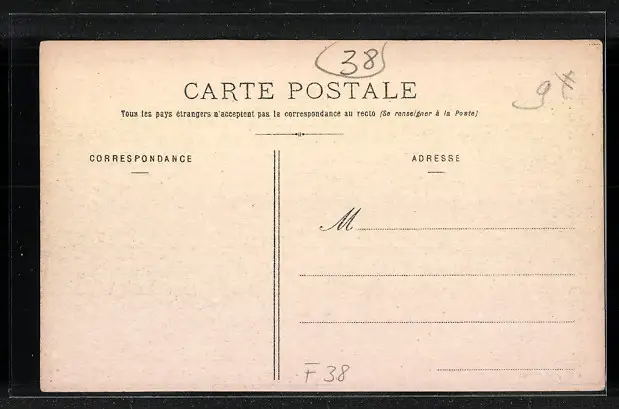 38
CARTE POSTALE
9
Tous les pays étrangers n'acceptent pas la correspondance au recto (Se renseigner à la Poste)
CORRESPONDANCE
ADRESSE
M
F 38